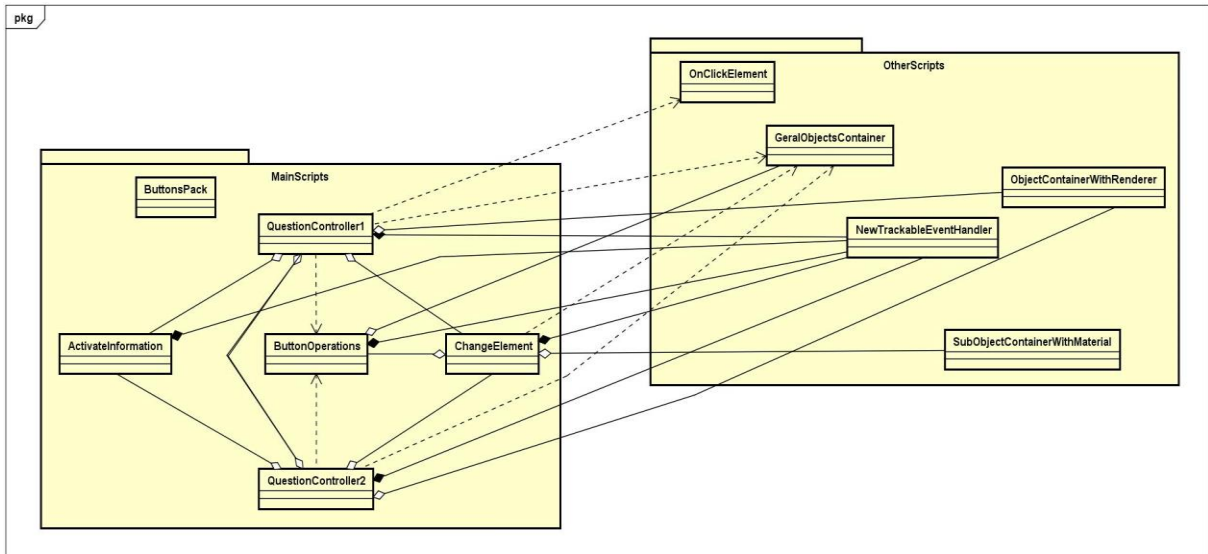 pkg
OtherScripts
OnClickElement
GeralObjectsContainer
MainScripts
ButtonsPack
ObjectContainerWithRenderer
QuestionController1
NewTrackableEventHandler
ActivateInformation
ButtonOperations
ChangeElement
SubObjectContainerWithMaterial
QuestionController2